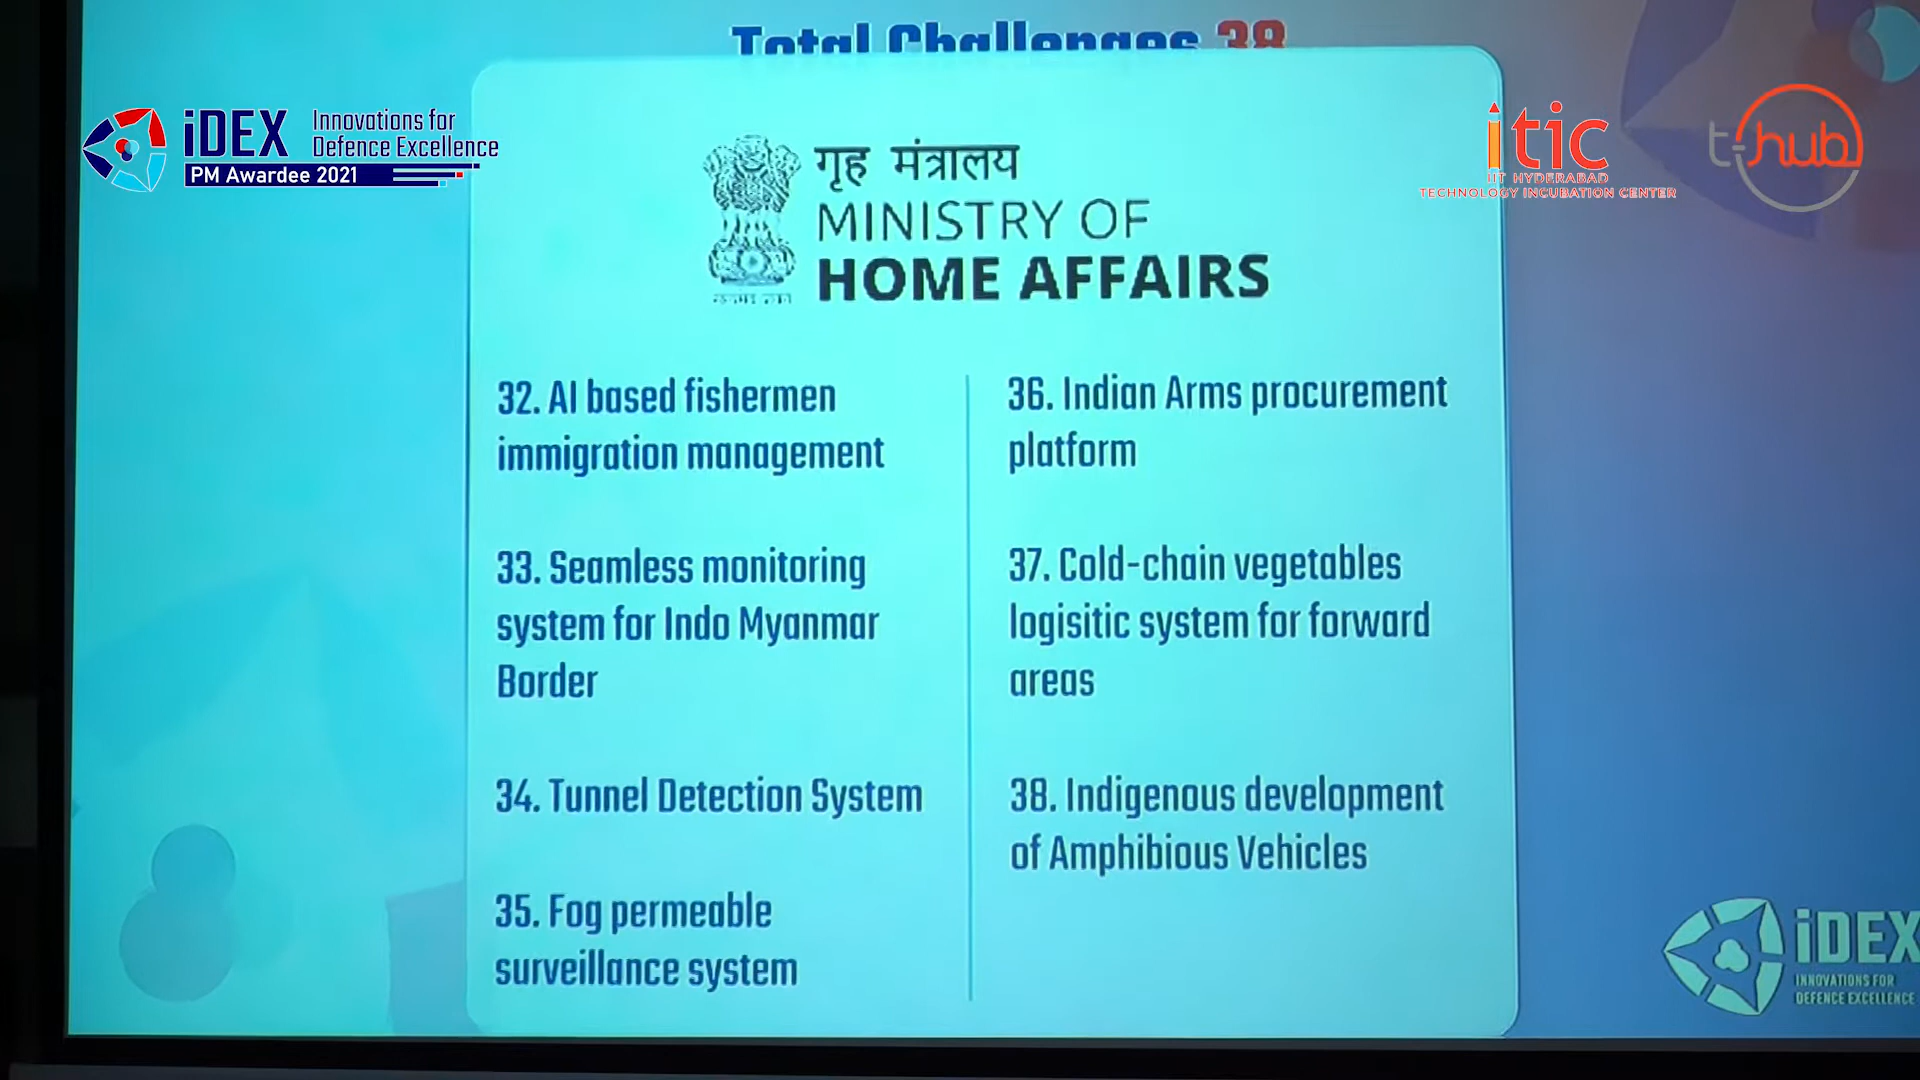 Total Challenges 38
iDEX
Innovations for
Defence Excellence
PM Awardee 2021
itic
IIT HYDERABAD
TECHNOLOGY INCUBATION CENTER
t-hub
गृह मंत्रालय
MINISTRY OF
HOME AFFAIRS
32. AI based fishermen
immigration management
33. Seamless monitoring
system for Indo Myanmar
Border
34. Tunnel Detection System
35. Fog permeable
surveillance system
36. Indian Arms procurement
platform
37. Cold-chain vegetables
logisitic system for forward
areas
38. Indigenous development
of Amphibious Vehicles
iDEX
INNOVATIONS FOR
DEFENCE EXCELLENCE